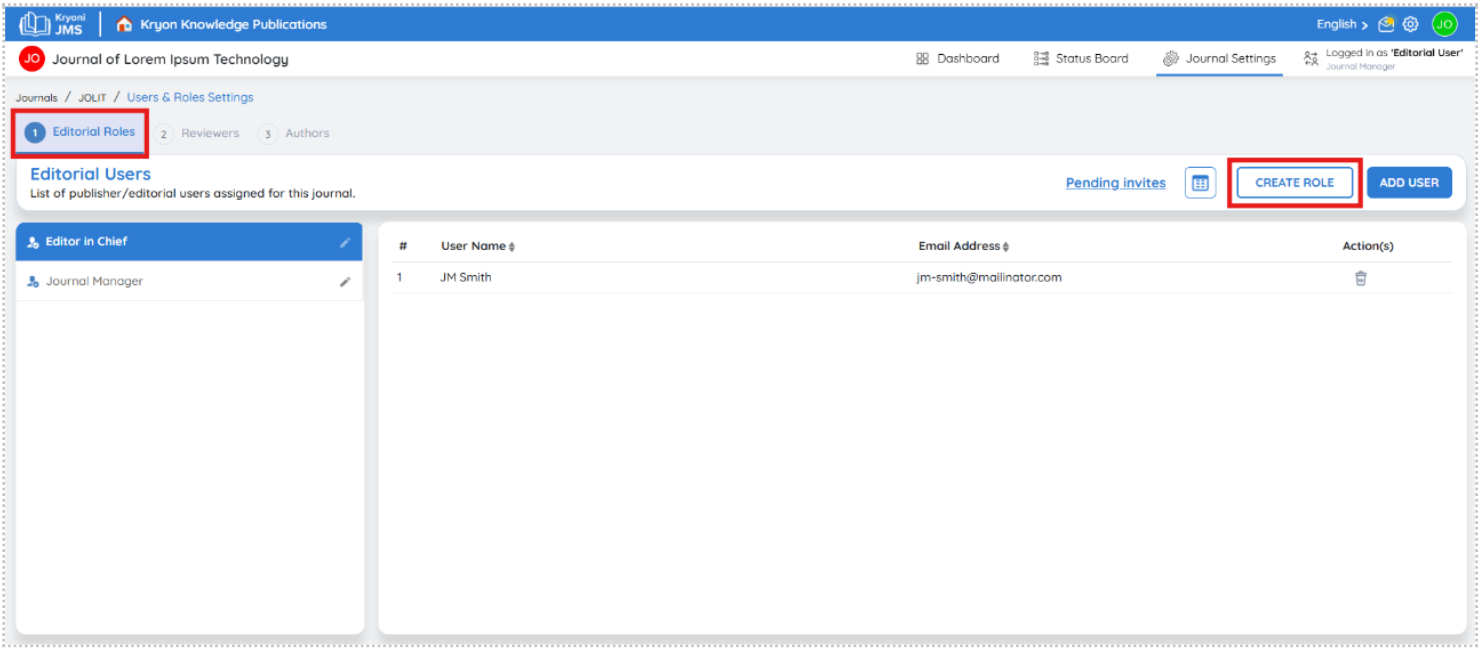 Kryoni
JMS
Kryon Knowledge Publications
English >
JO
JO
Journal of Lorem Ipsum Technology
Dashboard
Status Board
Journal Settings
Logged in as 'Editorial User'
Journal Manager
Journals / JOLIT / Users & Roles Settings
1 Editorial Roles
2 Reviewers
3 Authors
Editorial Users
List of publisher/editorial users assigned for this journal.
Pending invites
CREATE ROLE
ADD USER
Editor in Chief
Journal Manager
# User Name Email Address Action(s)
1 JM Smith jm-smith@mailinator.com